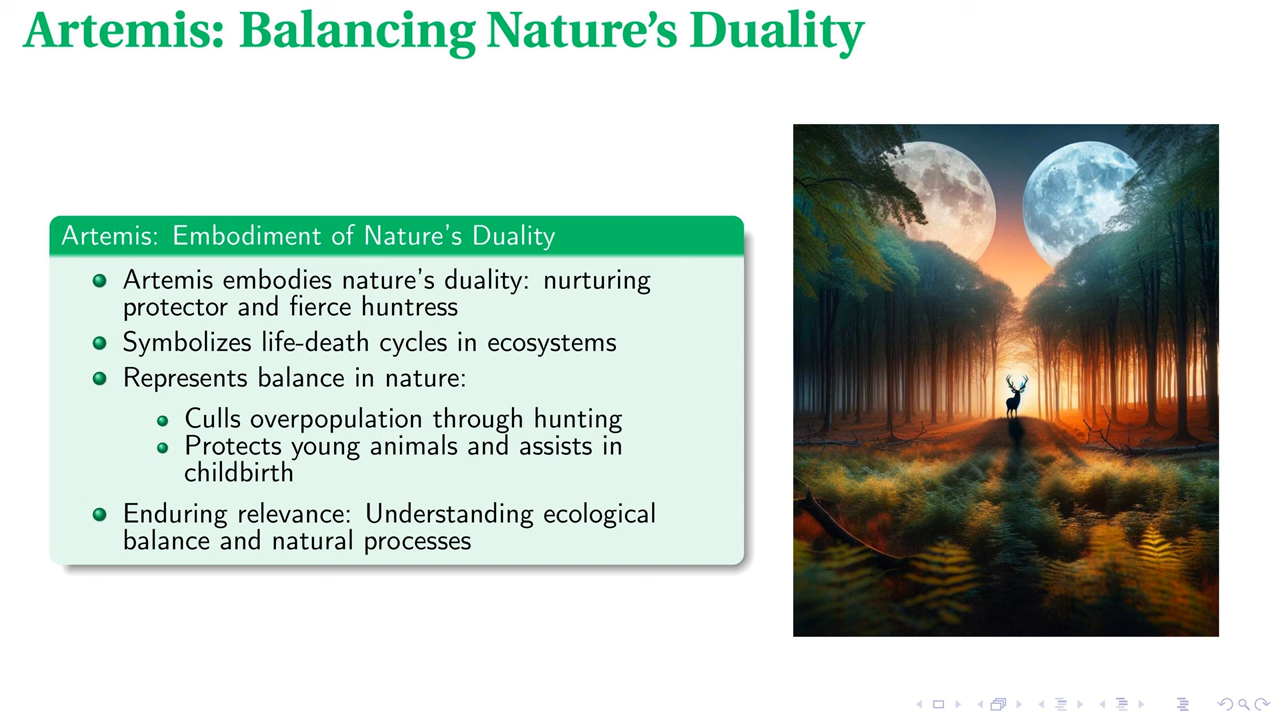 Artemis: Balancing Nature’s Duality
Artemis: Embodiment of Nature’s Duality
Artemis embodies nature’s duality: nurturing
protector and fierce huntress
Symbolizes life-death cycles in ecosystems
Represents balance in nature:
Culls overpopulation through hunting
Protects young animals and assists in
childbirth
Enduring relevance: Understanding ecological
balance and natural processes